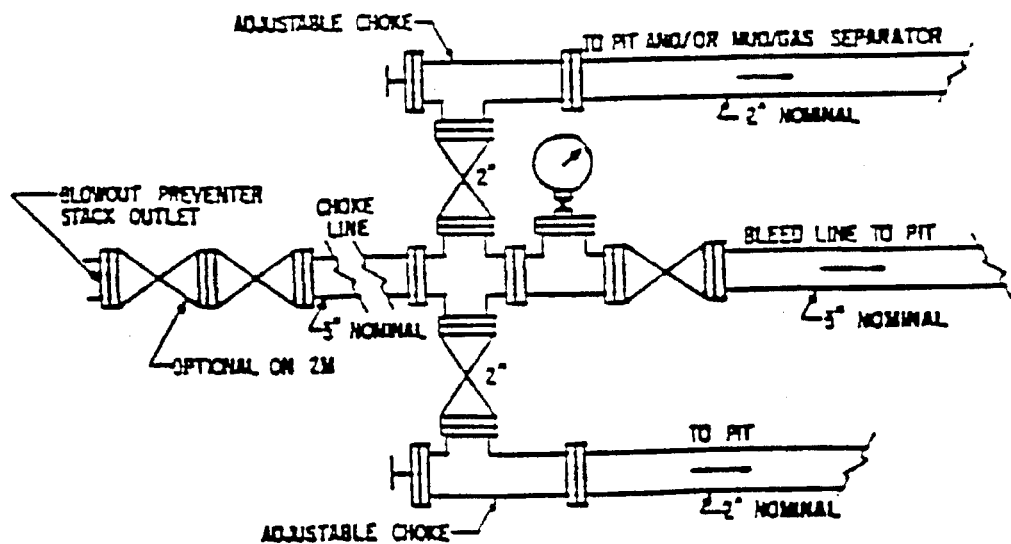 ADJUSTABLE CHOKE
TO PIT AND/OR MUD/GAS SEPARATOR
2" NOMINAL
2"
BLOWOUT PREVENTER
STACK OUTLET
CHOKE
LINE
BLEED LINE TO PIT
3" NOMINAL
3" NOMINAL
OPTIONAL ON 2M
2"
TO PIT
2" NOMINAL
ADJUSTABLE CHOKE